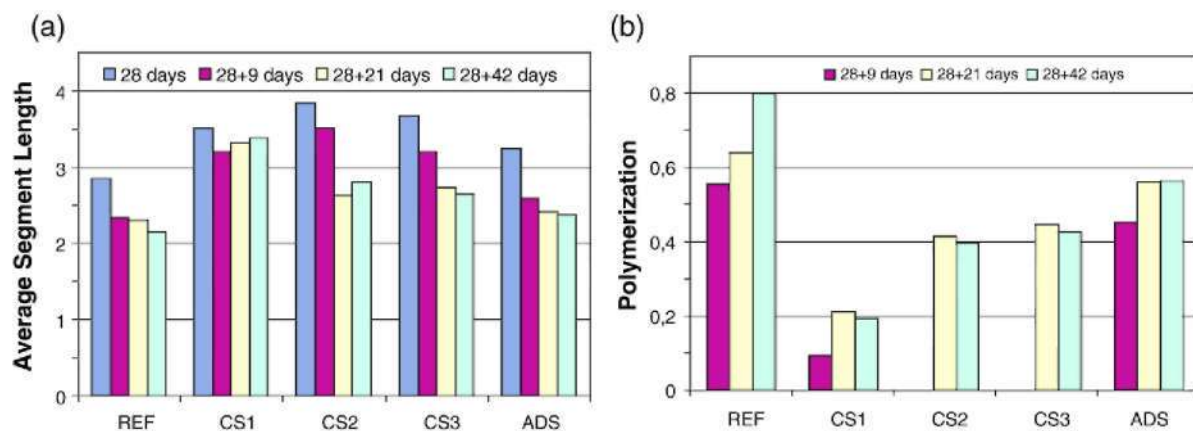 (a)
Average Segment Length
28 days 28+9 days 28+21 days 28+42 days
4
3
2
1
0
REF CS1 CS2 CS3 ADS
(b)
Polymerization
28+9 days 28+21 days 28+42 days
0,8
0,6
0,4
0,2
0
REF CS1 CS2 CS3 ADS